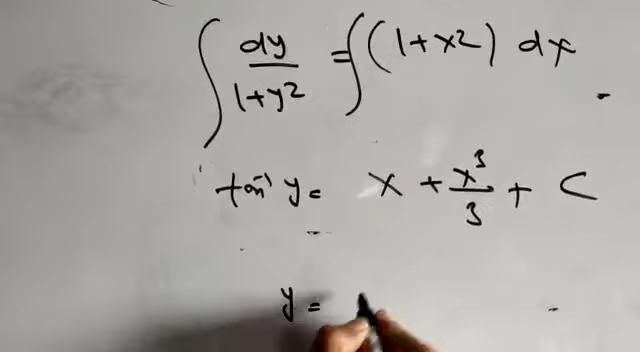 ∫ dy/(1+y²) = ∫ (1+x²) dx
tan⁻¹ y = x + x³/3 + c
y =